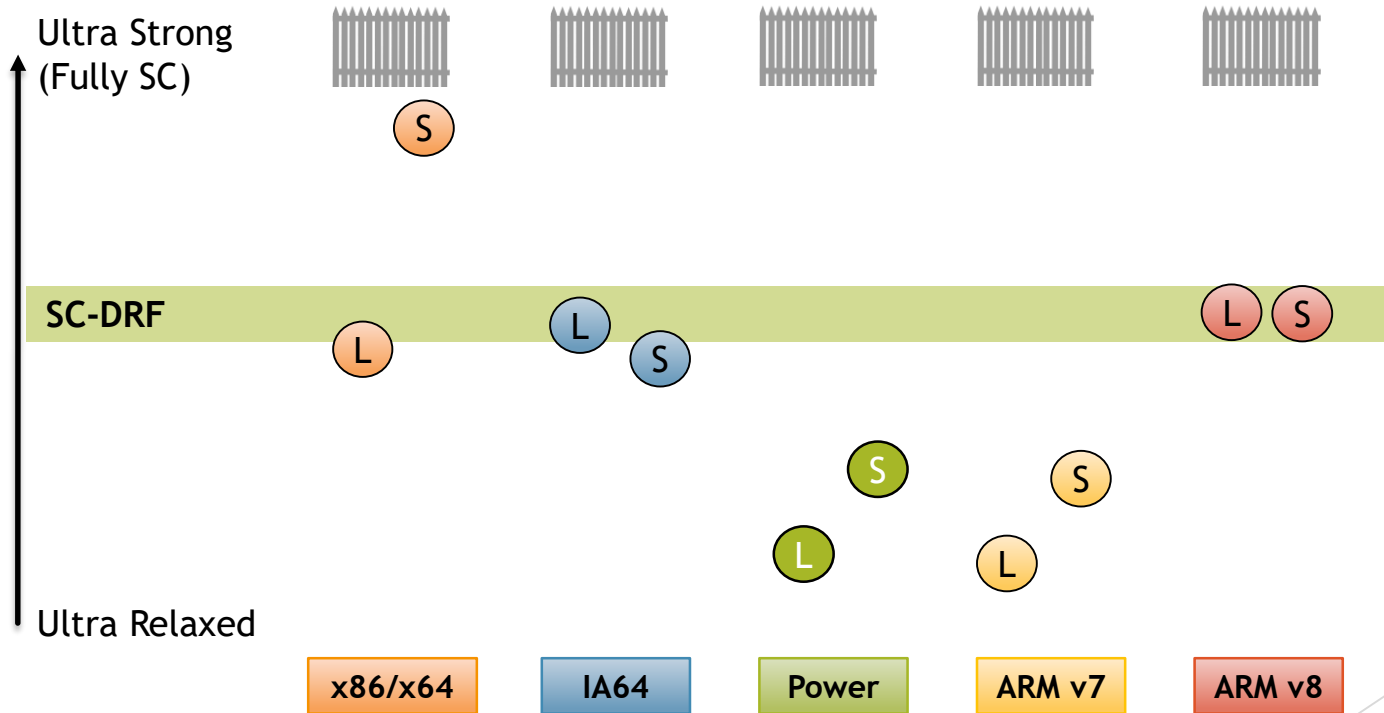 Ultra Strong
(Fully SC)
S
SC-DRF
L
L
S
L
S
S
S
L
L
Ultra Relaxed
x86/x64
IA64
Power
ARM v7
ARM v8